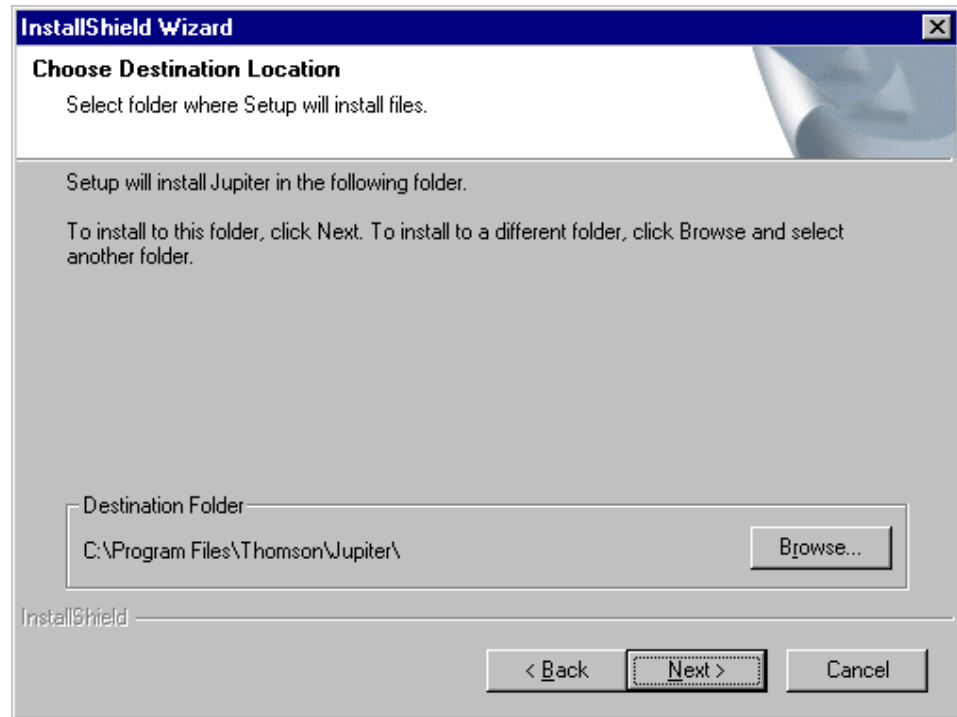 InstallShield Wizard
Choose Destination Location
Select folder where Setup will install files.
Setup will install Jupiter in the following folder.
To install to this folder, click Next. To install to a different folder, click Browse and select
another folder.
Destination Folder
C:\Program Files\Thomson\Jupiter\
Browse...
InstallShield
< Back
Next >
Cancel